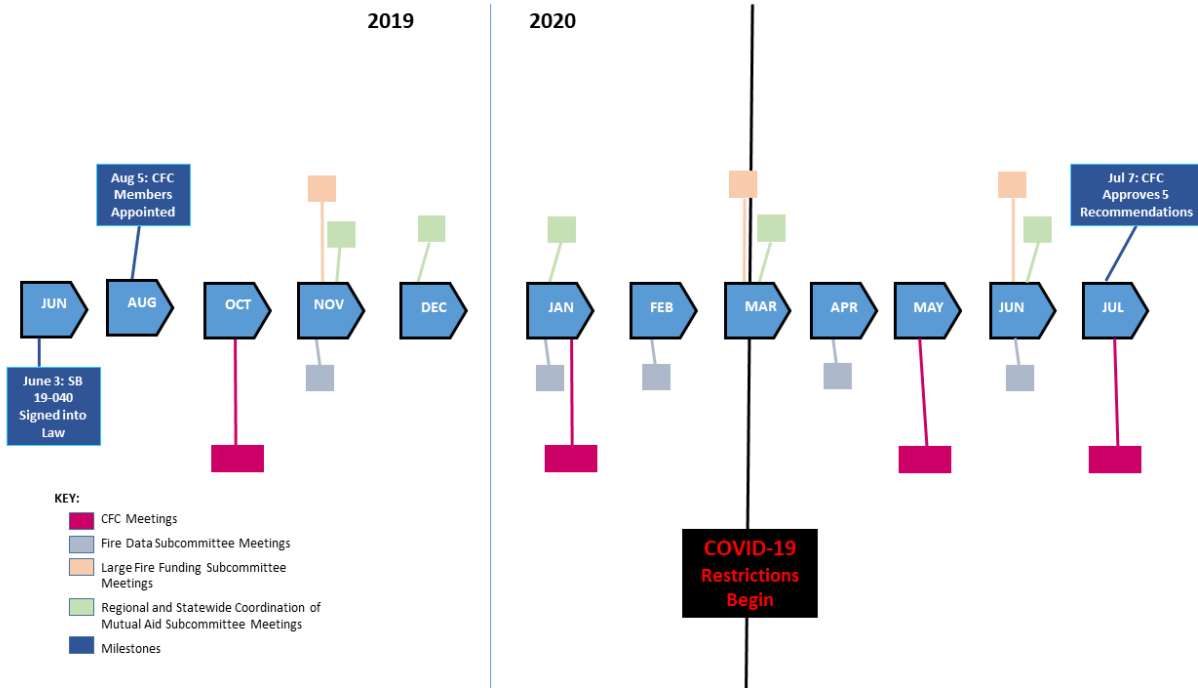 2019
2020
Aug 5: CFC
Members
Appointed
Jul 7: CFC
Approves 5
Recommendations
JUN
AUG
OCT
NOV
DEC
JAN
FEB
MAR
APR
MAY
JUN
JUL
June 3: SB
19-040
Signed into
Law
KEY:
CFC Meetings
Fire Data Subcommittee Meetings
Large Fire Funding Subcommittee
Meetings
Regional and Statewide Coordination of
Mutual Aid Subcommittee Meetings
Milestones
COVID-19
Restrictions
Begin